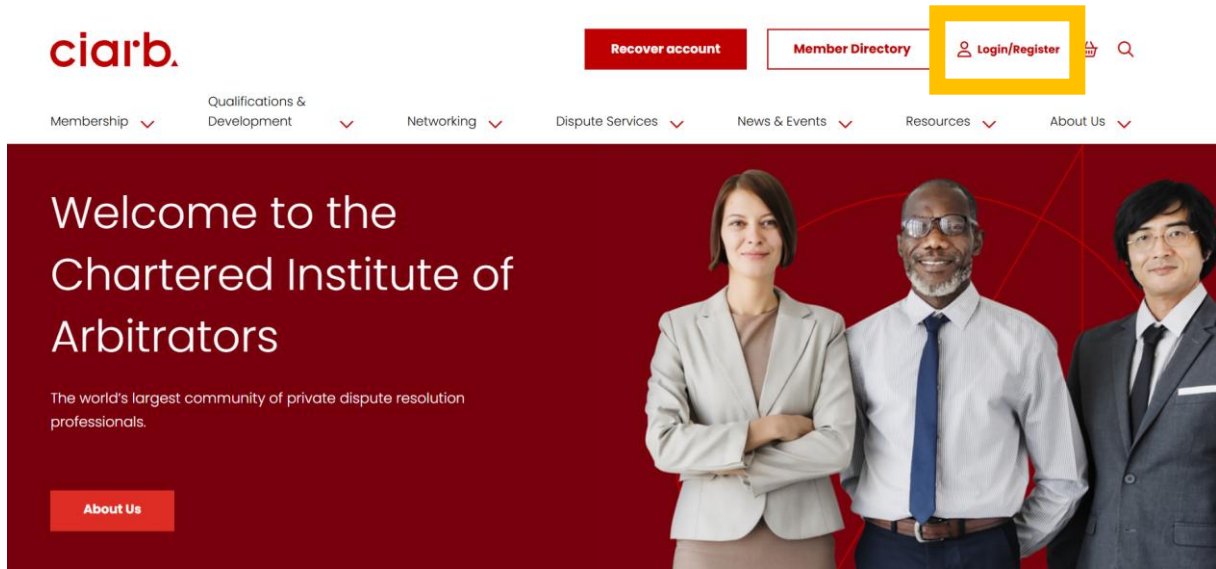 ciarb.
Recover account
Member Directory
Login/Register
Qualifications &
Membership
Development
Networking
Dispute Services
News & Events
Resources
About Us
Welcome to the
Chartered Institute of
Arbitrators
The world's largest community of private dispute resolution
professionals.
About Us